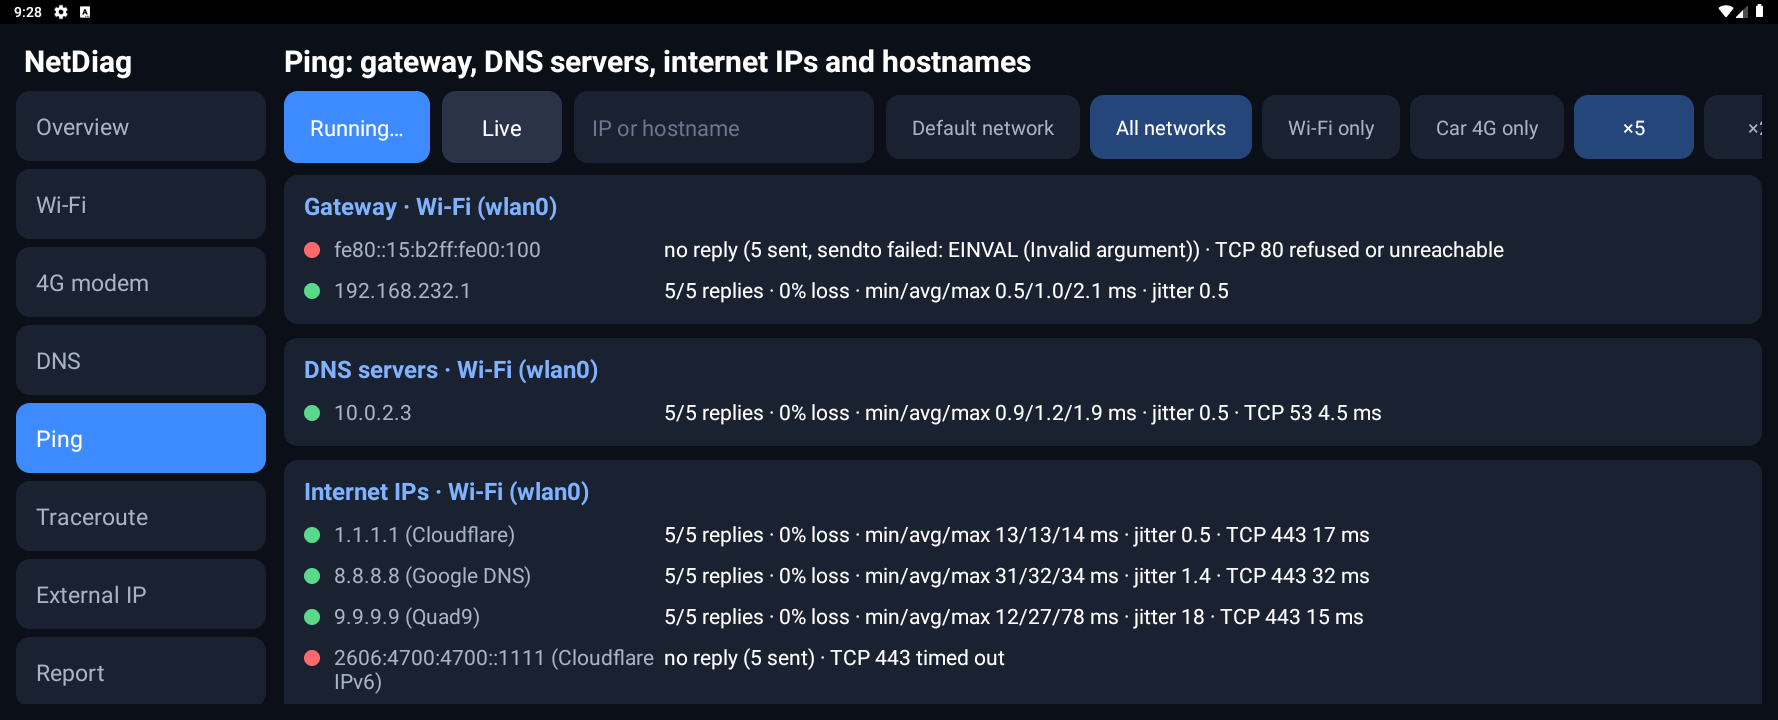 9:28
NetDiag
Overview
Wi-Fi
4G modem
DNS
Ping
Traceroute
External IP
Report
Ping: gateway, DNS servers, internet IPs and hostnames
Running... Live IP or hostname Default network All networks Wi-Fi only Car 4G only ×5
Gateway · Wi-Fi (wlan0)
fe80::15:b2ff:fe00:100 no reply (5 sent, sendto failed: EINVAL (Invalid argument)) · TCP 80 refused or unreachable
192.168.232.1 5/5 replies · 0% loss · min/avg/max 0.5/1.0/2.1 ms · jitter 0.5
DNS servers · Wi-Fi (wlan0)
10.0.2.3 5/5 replies · 0% loss · min/avg/max 0.9/1.2/1.9 ms · jitter 0.5 · TCP 53 4.5 ms
Internet IPs · Wi-Fi (wlan0)
1.1.1.1 (Cloudflare) 5/5 replies · 0% loss · min/avg/max 13/13/14 ms · jitter 0.5 · TCP 443 17 ms
8.8.8.8 (Google DNS) 5/5 replies · 0% loss · min/avg/max 31/32/34 ms · jitter 1.4 · TCP 443 32 ms
9.9.9.9 (Quad9) 5/5 replies · 0% loss · min/avg/max 12/27/78 ms · jitter 18 · TCP 443 15 ms
2606:4700:4700::1111 (Cloudflare no reply (5 sent) · TCP 443 timed out
IPv6)